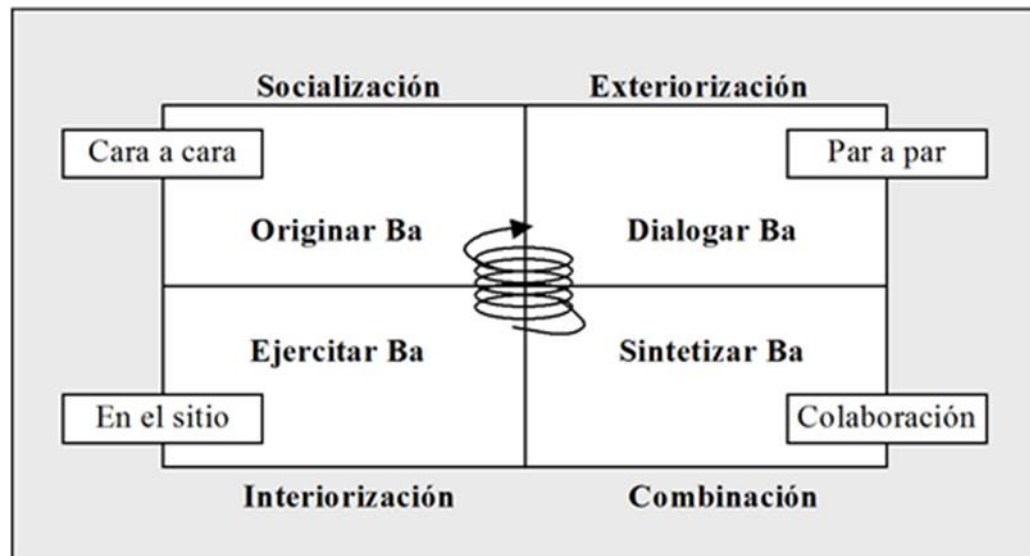 Socialización
Exteriorización
Cara a cara
Par a par
Originar Ba
Dialogar Ba
Ejercitar Ba
Sintetizar Ba
En el sitio
Colaboración
Interiorización
Combinación